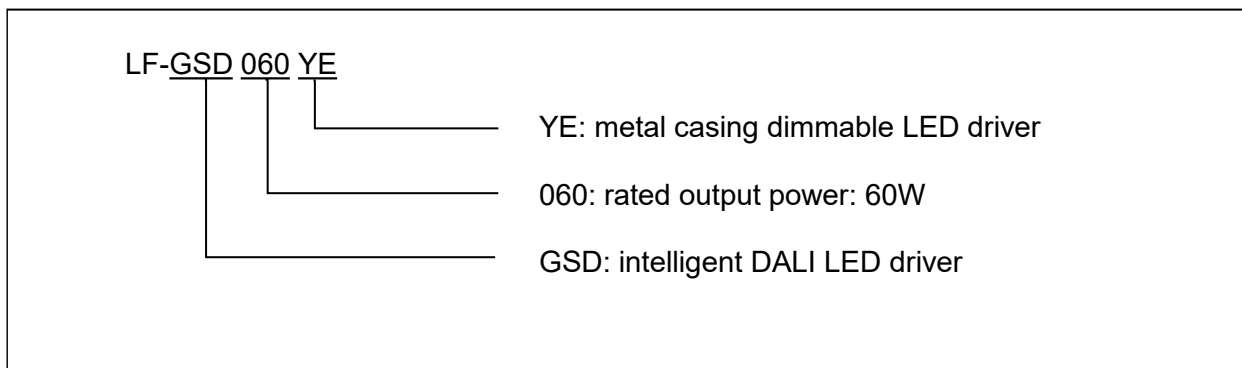 LF-GSD 060 YE
YE: metal casing dimmable LED driver
060: rated output power: 60W
GSD: intelligent DALI LED driver